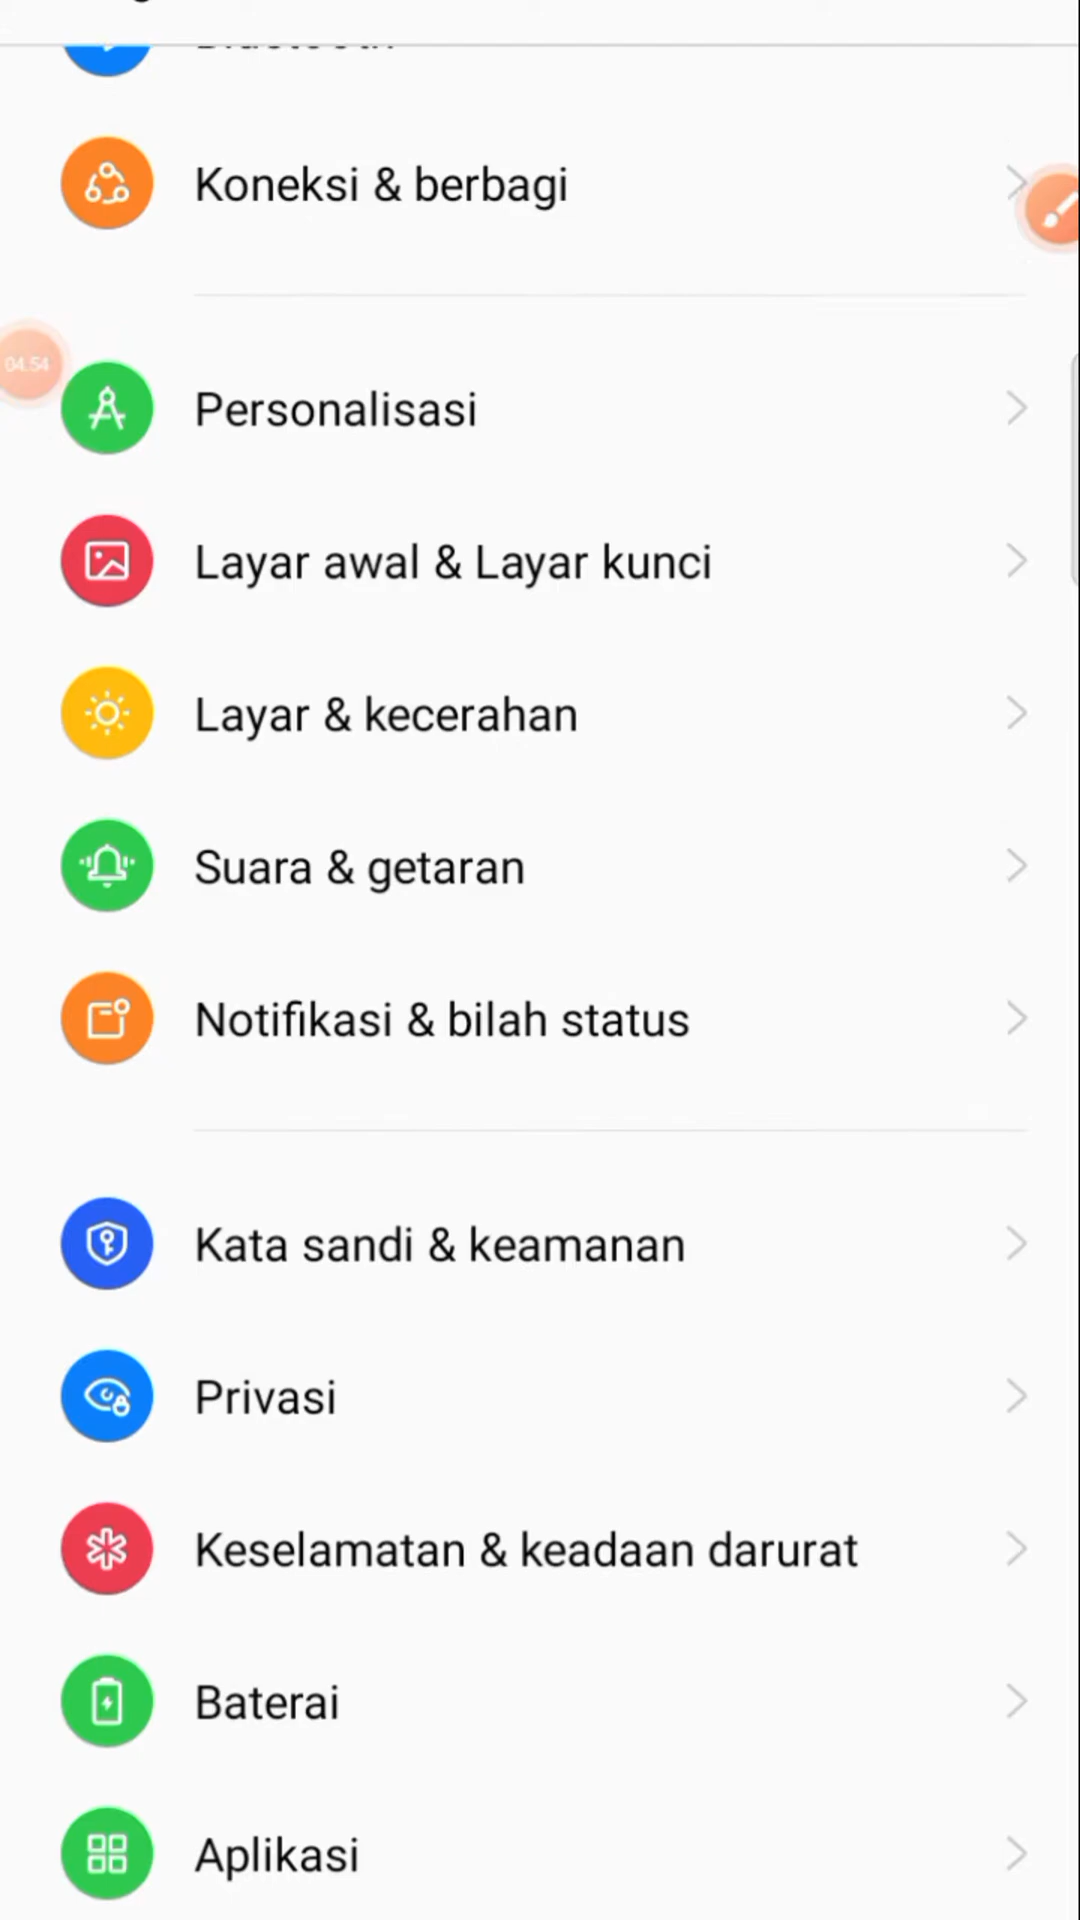 Koneksi & berbagi
04.54
Personalisasi
Layar awal & Layar kunci
Layar & kecerahan
Suara & getaran
Notifikasi & bilah status
Kata sandi & keamanan
Privasi
Keselamatan & keadaan darurat
Baterai
Aplikasi